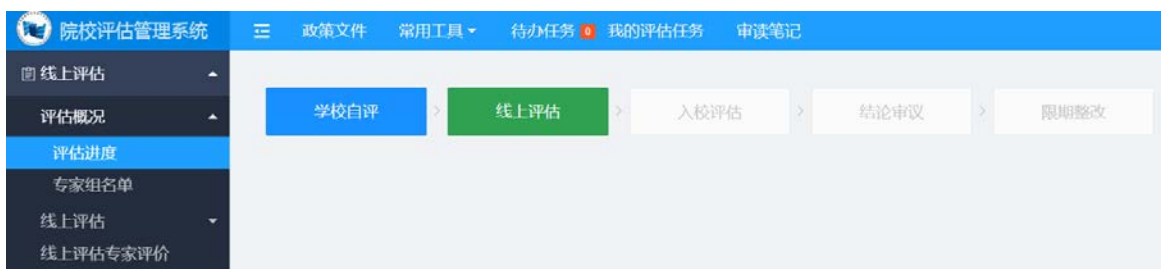 院校评估管理系统
政策文件 常用工具 待办任务 0 我的评估任务 审读笔记
线上评估
评估概况
评估进度
专家组名单
线上评估
线上评估专家评价
学校自评 > 线上评估 > 入校评估 > 结论审议 > 限期整改